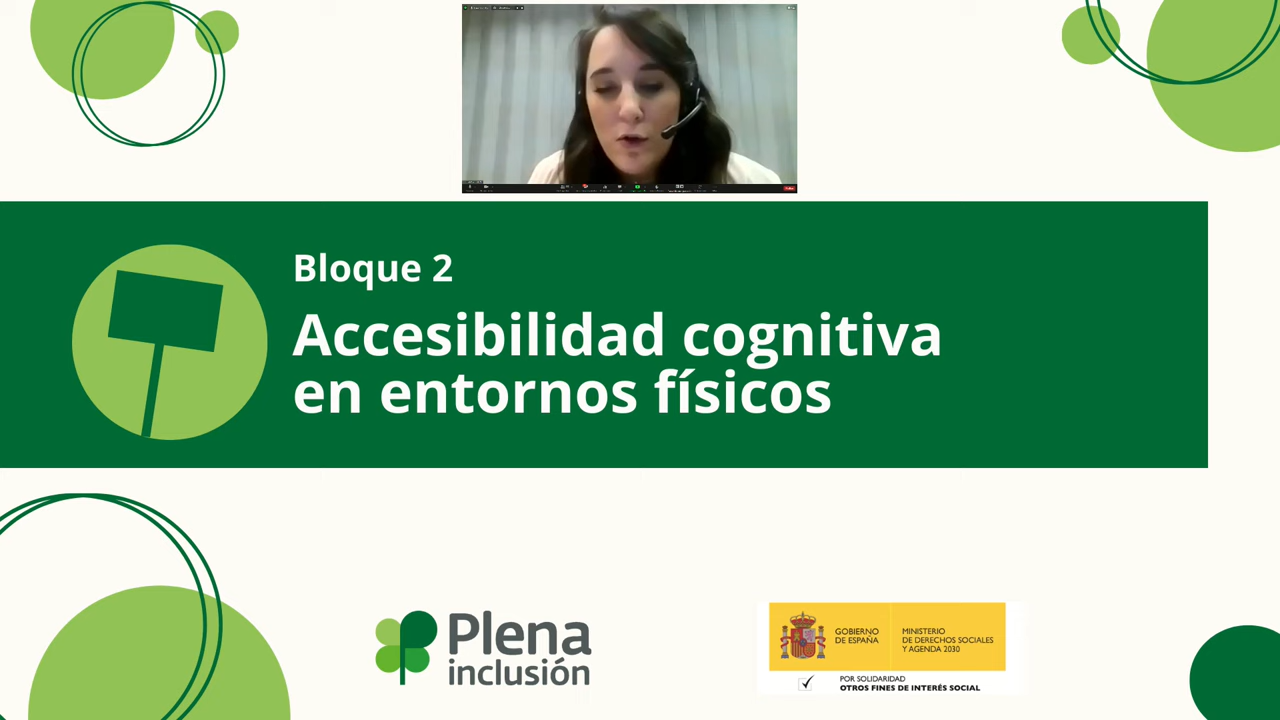 Bloque 2
Accesibilidad cognitiva
en entornos físicos
Plena
inclusión
GOBIERNO
DE ESPAÑA
MINISTERIO
DE DERECHOS SOCIALES
Y AGENDA 2030
POR SOLIDARIDAD
OTROS FINES DE INTERÉS SOCIAL